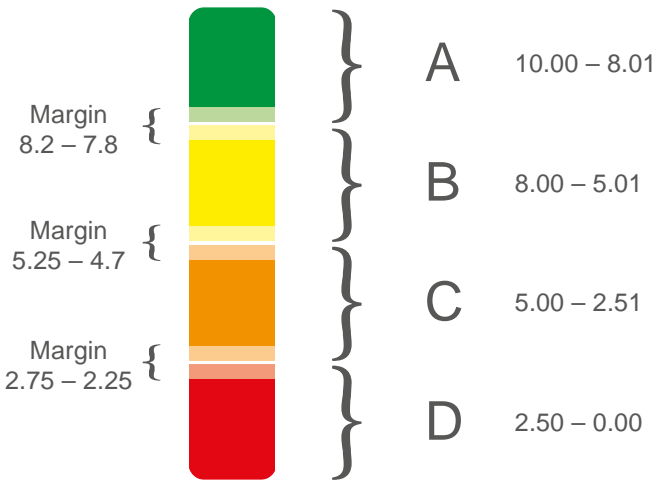 A 10.00 – 8.01
Margin
8.2 – 7.8
B 8.00 – 5.01
Margin
5.25 – 4.7
C 5.00 – 2.51
Margin
2.75 – 2.25
D 2.50 – 0.00